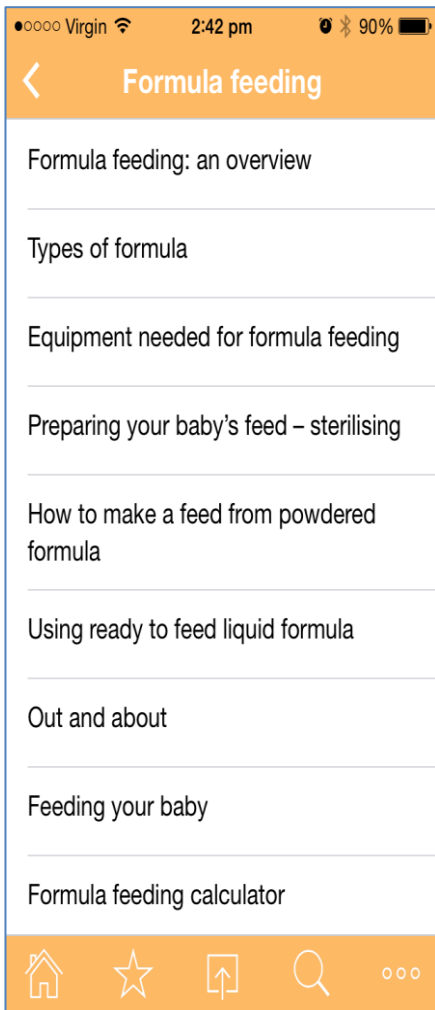 Virgin 2:42 pm 90%
Formula feeding
Formula feeding: an overview
Types of formula
Equipment needed for formula feeding
Preparing your baby’s feed – sterilising
How to make a feed from powdered
formula
Using ready to feed liquid formula
Out and about
Feeding your baby
Formula feeding calculator